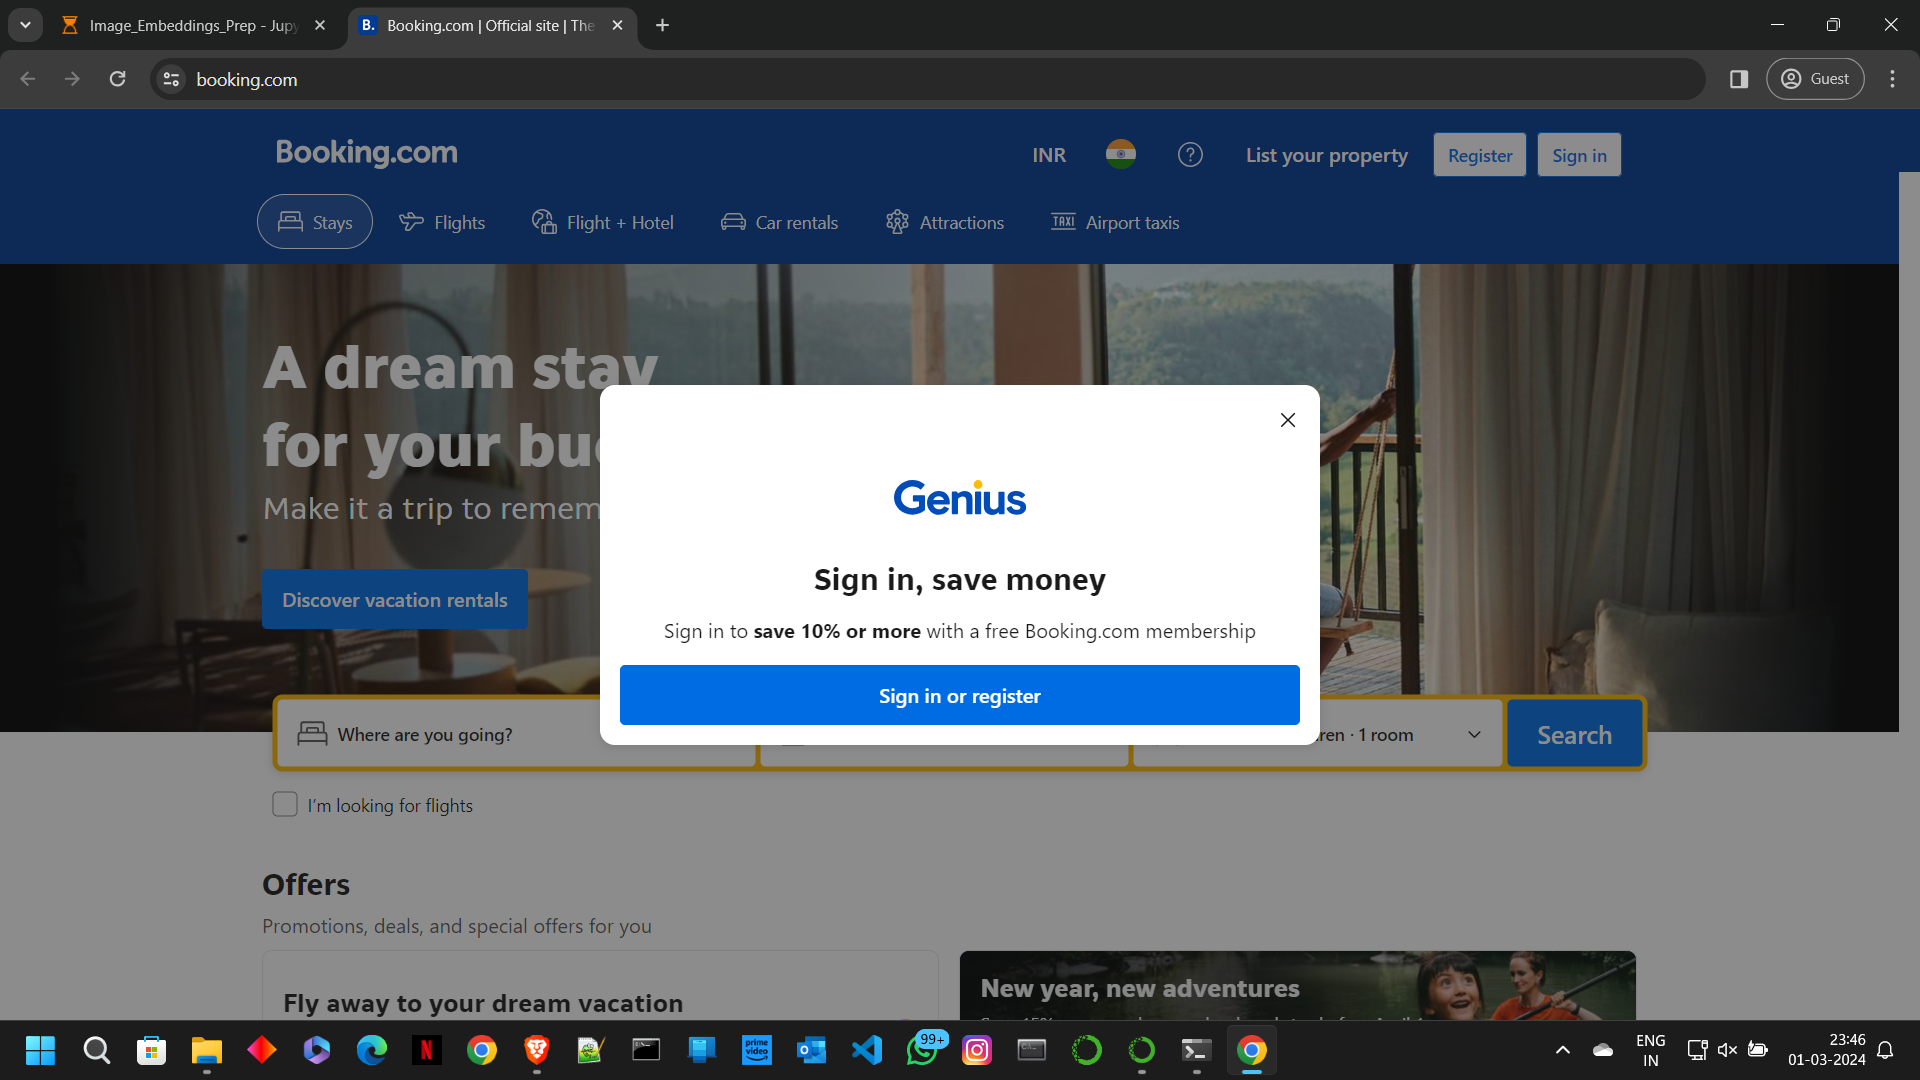 Image_Embeddings_Prep - Jupy
Booking.com | Official site | The
booking.com
Guest
Booking.com
INR
List your property
Register
Sign in
Stays
Flights
Flight + Hotel
Car rentals
Attractions
TAXI
Airport taxis
A dream stay
for your bu
Make it a trip to remem
Discover vacation rentals
Genius
Sign in, save money
Sign in to save 10% or more with a free Booking.com membership
Sign in or register
Where are you going?
ren · 1 room
Search
I'm looking for flights
Offers
Promotions, deals, and special offers for you
Fly away to your dream vacation
New year, new adventures
prime video
99+
ENG
IN
23:46
01-03-2024